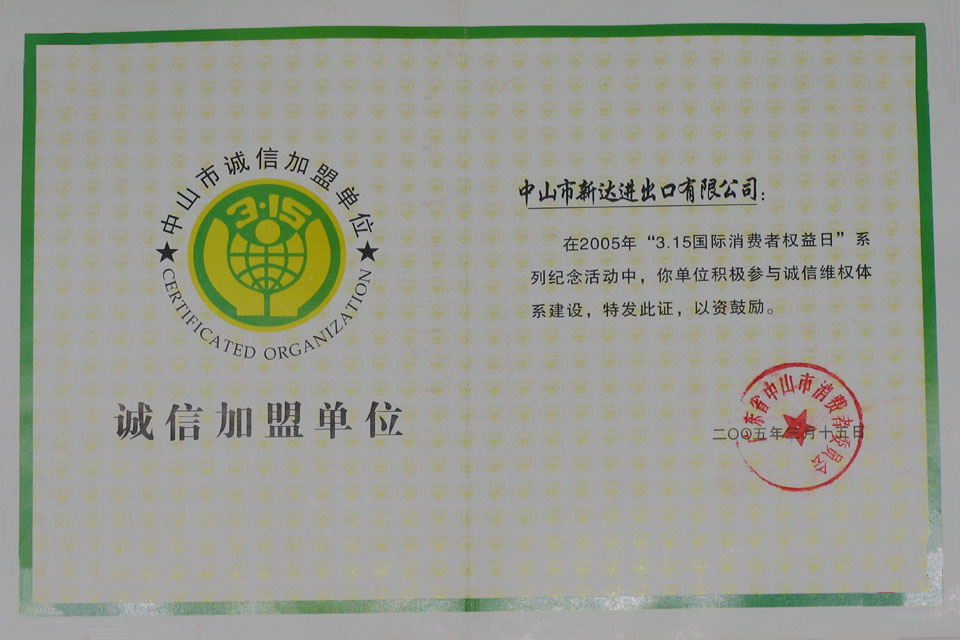 中山市诚信加盟单位
3·15
CERTIFICATED ORGANIZATION
诚信加盟单位
中山市新达进出口有限公司：
在2005年“3.15国际消费者权益日”系
列纪念活动中，你单位积极参与诚信维权体
系建设，特发此证，以资鼓励。
东省中山市消费者委员会
二〇〇五年三月十五日